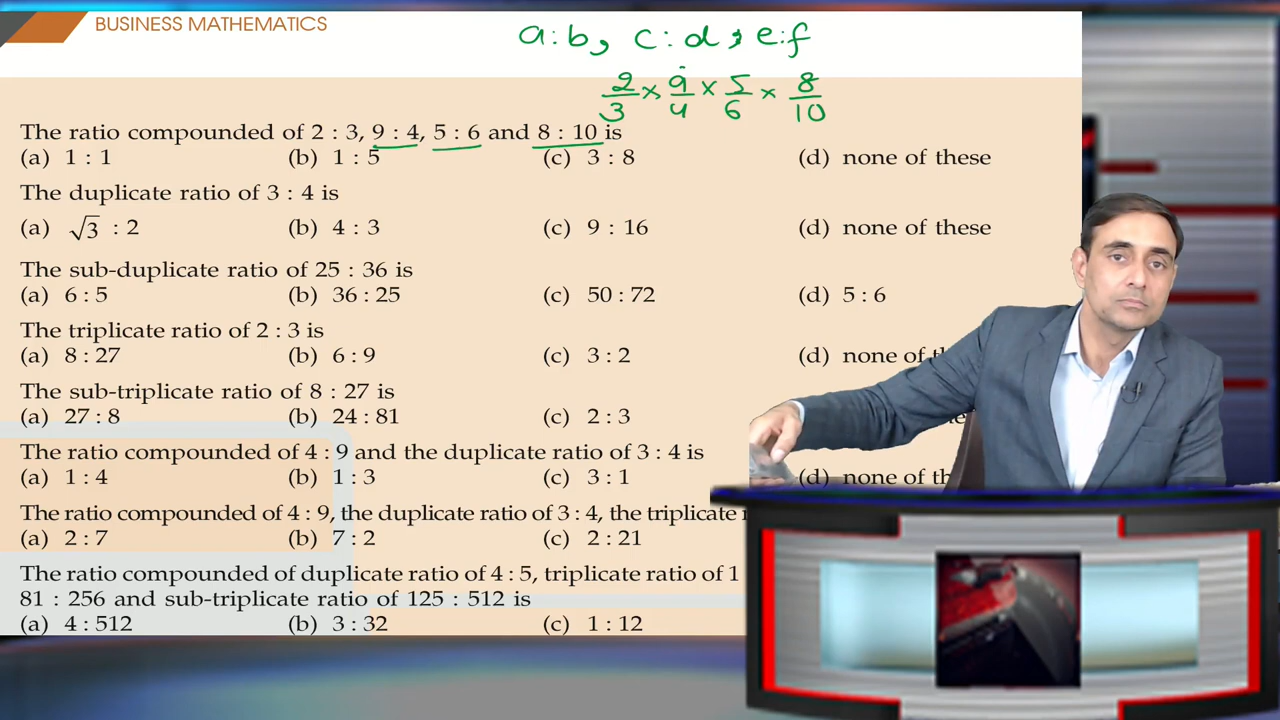 BUSINESS MATHEMATICS
a:b, c:d, e:f
2/3 × 9/4 × 5/6 × 8/10
The ratio compounded of 2 : 3, 9 : 4, 5 : 6 and 8 : 10 is
(a) 1 : 1 (b) 1 : 5 (c) 3 : 8 (d) none of these
The duplicate ratio of 3 : 4 is
(a) √3 : 2 (b) 4 : 3 (c) 9 : 16 (d) none of these
The sub-duplicate ratio of 25 : 36 is
(a) 6 : 5 (b) 36 : 25 (c) 50 : 72 (d) 5 : 6
The triplicate ratio of 2 : 3 is
(a) 8 : 27 (b) 6 : 9 (c) 3 : 2 (d) none of
The sub-triplicate ratio of 8 : 27 is
(a) 27 : 8 (b) 24 : 81 (c) 2 : 3
The ratio compounded of 4 : 9 and the duplicate ratio of 3 : 4 is
(a) 1 : 4 (b) 1 : 3 (c) 3 : 1 (d) none of
The ratio compounded of 4 : 9, the duplicate ratio of 3 : 4, the triplicate
(a) 2 : 7 (b) 7 : 2 (c) 2 : 21
The ratio compounded of duplicate ratio of 4 : 5, triplicate ratio of 1
81 : 256 and sub-triplicate ratio of 125 : 512 is
(a) 4 : 512 (b) 3 : 32 (c) 1 : 12